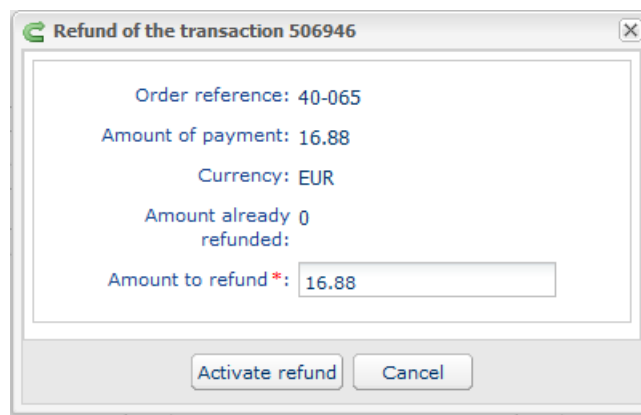 Refund of the transaction 506946
Order reference: 40-065
Amount of payment: 16.88
Currency: EUR
Amount already 0
refunded:
Amount to refund*: 16.88
Activate refund Cancel